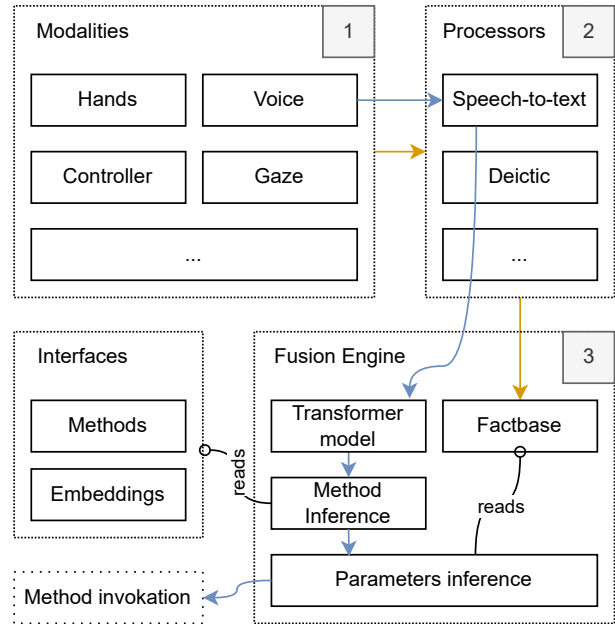 Modalities
1
Hands
Voice
Controller
Gaze
...
Processors
2
Speech-to-text
Deictic
...
Interfaces
Methods
Embeddings
reads
Fusion Engine
3
Transformer
model
Factbase
Method
Inference
reads
Parameters inference
Method invokation